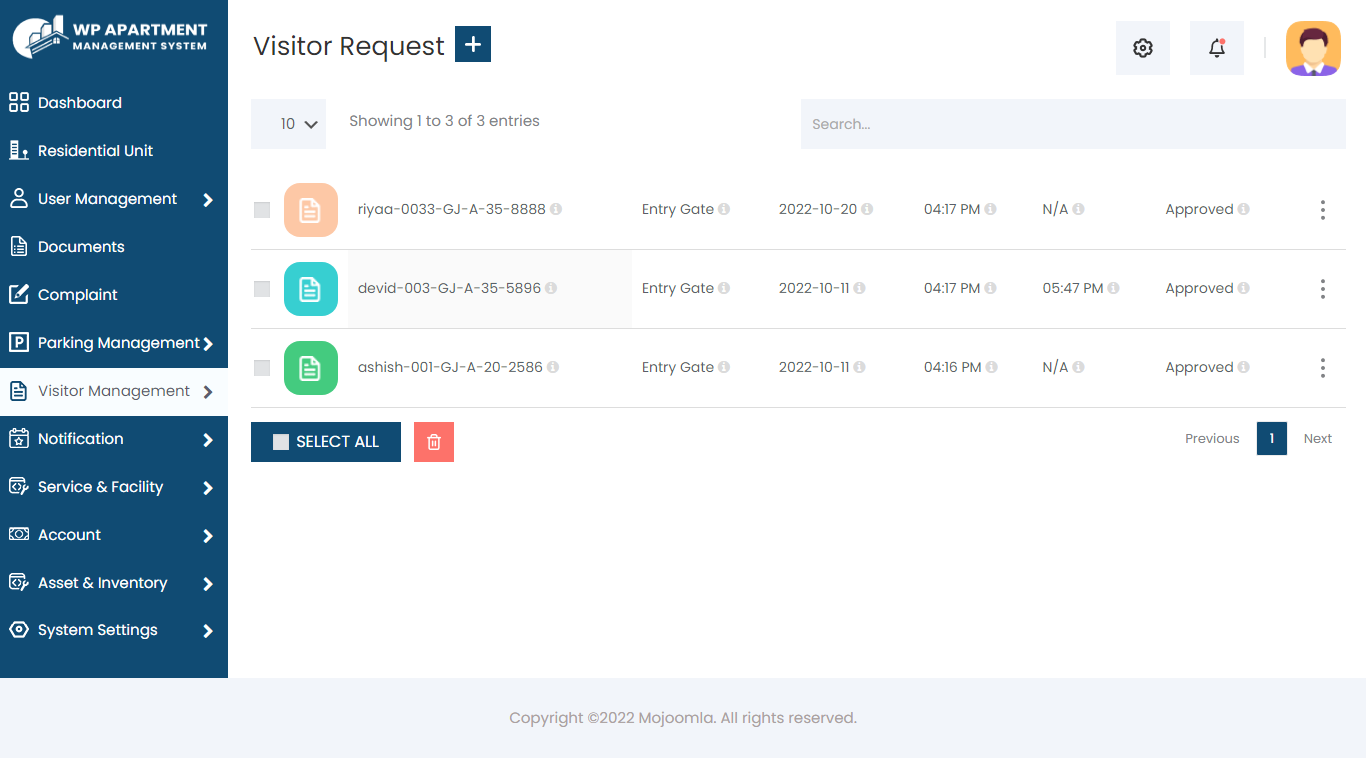 WP APARTMENT
MANAGEMENT SYSTEM
Dashboard
Residential Unit
User Management
Documents
Complaint
Parking Management
Visitor Management
Notification
Service & Facility
Account
Asset & Inventory
System Settings
Visitor Request +
10 Showing 1 to 3 of 3 entries Search...
riyaa-0033-GJ-A-35-8888 Entry Gate 2022-10-20 04:17 PM N/A Approved
devid-003-GJ-A-35-5896 Entry Gate 2022-10-11 04:17 PM 05:47 PM Approved
ashish-001-GJ-A-20-2586 Entry Gate 2022-10-11 04:16 PM N/A Approved
SELECT ALL Previous 1 Next
Copyright ©2022 Mojoomla. All rights reserved.